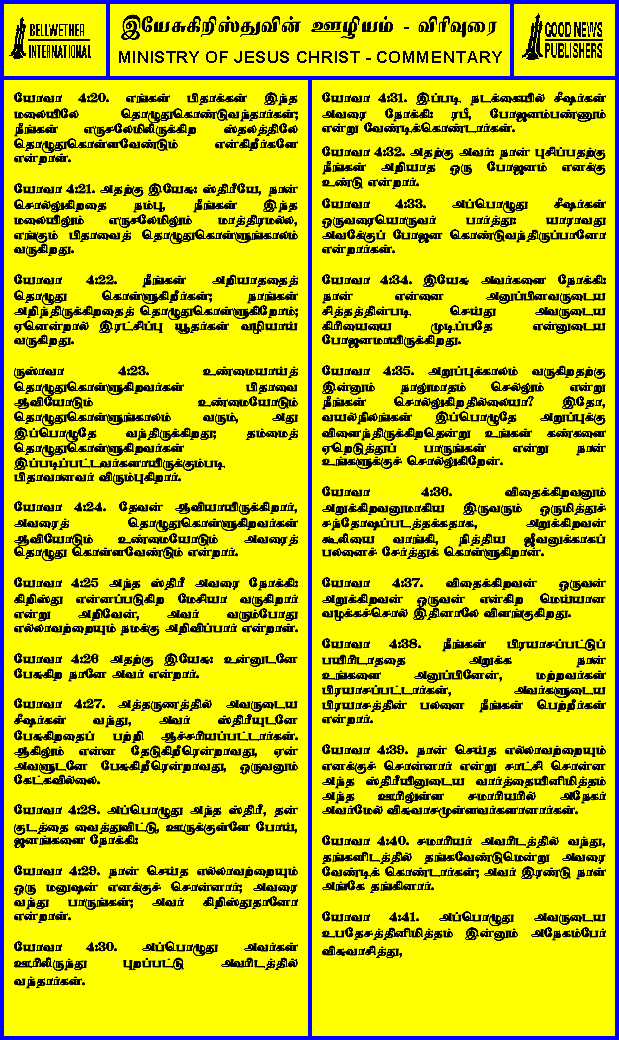 BELLWETHER
INTERNATIONAL
இயேசுகிறிஸ்துவின் ஊழியம் - விரிவுரை
MINISTRY OF JESUS CHRIST - COMMENTARY
GOOD NEWS
PUBLISHERS
யோவா 4:20. எங்கள் பிதாக்கள் இந்த
மலையிலே தொழுதுகொண்டுவந்தார்கள்;
நீங்கள் எருசலேமிலிருக்கிற ஸ்தலத்திலே
தொழுதுகொள்ளவேண்டும் என்கிறீர்களே
என்றாள்.
யோவா 4:21. அதற்கு இயேசு: ஸ்திரீயே, நான்
சொல்லுகிறதை நம்பு, நீங்கள் இந்த
மலையிலும் எருசலேமிலும் மாத்திரமல்ல,
எங்கும் பிதாவைத் தொழுதுகொள்ளுங்காலம்
வருகிறது.
யோவா 4:22. நீங்கள் அறியாததைத்
தொழுது கொள்ளுகிறீர்கள்; நாங்கள்
அறிந்திருக்கிறதைத் தொழுதுகொள்ளுகிறோம்;
ஏனென்றால் இரட்சிப்பு யூதர்கள் வழியாய்
வருகிறது.
ருஸாவா 4:23. உண்மையாய்த்
தொழுதுகொள்ளுகிறவர்கள் பிதாவை
ஆவியோடும் உண்மையோடும்
தொழுதுகொள்ளுங்காலம் வரும், அது
இப்பொழுதே வந்திருக்கிறது; தம்மைத்
தொழுதுகொள்ளுகிறவர்கள்
இப்படிப்பட்டவர்களாயிருக்கும்படி
பிதாவானவர் விரும்புகிறார்.
யோவா 4:24. தேவன் ஆவியாயிருக்கிறார்,
அவரைத் தொழுதுகொள்ளுகிறவர்கள்
ஆவியோடும் உண்மையோடும் அவரைத்
தொழுது கொள்ளவேண்டும் என்றார்.
யோவா 4:25 அந்த ஸ்திரீ அவரை நோக்கி:
கிறிஸ்து என்னப்படுகிற மேசியா வருகிறார்
என்று அறிவேன், அவர் வரும்போது
எல்லாவற்றையும் நமக்கு அறிவிப்பார் என்றாள்.
யோவா 4:26 அதற்கு இயேசு: உன்னுடனே
பேசுகிற நானே அவர் என்றார்.
யோவா 4:27. அத்தருணத்தில் அவருடைய
சீஷர்கள் வந்து, அவர் ஸ்திரீயுடனே
பேசுகிறதைப் பற்றி ஆச்சரியப்பட்டார்கள்.
ஆகிலும் என்ன தேடுகிறீரென்றாவது, ஏன்
அவளுடனே பேசுகிறீரென்றாவது, ஒருவனும்
கேட்கவில்லை.
யோவா 4:28. அப்பொழுது அந்த ஸ்திரீ, தன்
குடத்தை வைத்துவிட்டு, ஊருக்குள்ளே போய்,
ஜனங்களை நோக்கி:
யோவா 4:29. நான் செய்த எல்லாவற்றையும்
ஒரு மனுஷன் எனக்குச் சொன்னார்; அவரை
வந்து பாருங்கள்; அவர் கிறிஸ்துதானோ
என்றாள்.
யோவா 4:30. அப்பொழுது அவர்கள்
ஊரிலிருந்து புறப்பட்டு அவரிடத்தில்
வந்தார்கள்.
யோவா 4:31. இப்படி நடக்கையில் சீஷர்கள்
அவரை நோக்கி: ரபீ, போஜனம்பண்ணும்
என்று வேண்டிக்கொண்டார்கள்.
யோவா 4:32. அதற்கு அவர்: நான் புசிப்பதற்கு
நீங்கள் அறியாத ஒரு போஜனம் எனக்கு
உண்டு என்றார்.
யோவா 4:33. அப்பொழுது சீஷர்கள்
ஒருவரையொருவர் பார்த்து: யாராவது
அவருக்குப் போஜன கொண்டுவந்திருப்பானோ
என்றார்கள்.
யோவா 4:34. இயேசு அவர்களை நோக்கி:
நான் என்னை அனுப்பினவருடைய
சித்தத்தின்படி செய்து அவருடைய
கிரியையை முடிப்பதே என்னுடைய
போஜனமாயிருக்கிறது.
யோவா 4:35. அறுப்புக்காலம் வருகிறதற்கு
இன்னும் நாலுமாதம் செல்லும் என்று
நீங்கள் சொல்லுகிறதில்லையா? இதோ,
வயல்நிலங்கள் இப்பொழுதே அறுப்புக்கு
விளைந்திருக்கிறதென்று உங்கள் கண்களை
ஏறெடுத்துப் பாருங்கள் என்று நான்
உங்களுக்குச் சொல்லுகிறேன்.
யோவா 4:36. விதைக்கிறவனும்
அறுக்கிறவனுமாகிய இருவரும் ஒருமித்துச்
சந்தோஷப்படத்தக்கதாக, அறுக்கிறவன்
கூலியை வாங்கி, நித்திய ஜீவனுக்காகப்
பலனைச் சேர்த்துக் கொள்ளுகிறான்.
யோவா 4:37. விதைக்கிறவன் ஒருவன்
அறுக்கிறவன் ஒருவன் என்கிற மெய்யான
வழக்கச்சொல் இதினாலே விளங்குகிறது.
யோவா 4:38. நீங்கள் பிரயாசப்பட்டுப்
பயிரிடாததை அறுக்க நான்
உங்களை அனுப்பினேன், மற்றவர்கள்
பிரயாசப்பட்டார்கள், அவர்களுடைய
பிரயாசத்தின் பலனை நீங்கள் பெற்றீர்கள்
என்றார்.
யோவா 4:39. நான் செய்த எல்லாவற்றையும்
எனக்குச் சொன்னார் என்று சாட்சி சொன்ன
அந்த ஸ்திரீயினுடைய வார்த்தையினிமித்தம்
அந்த ஊரிலுள்ள சமாரியரில் அநேகர்
அவர்மேல் விசுவாசமுள்ளவர்களானார்கள்.
யோவா 4:40. சமாரியர் அவரிடத்தில் வந்து,
தங்களிடத்தில் தங்கவேண்டுமென்று அவரை
வேண்டிக் கொண்டார்கள்; அவர் இரண்டு நாள்
அங்கே தங்கினார்.
யோவா 4:41. அப்பொழுது அவருடைய
உபதேசத்தினிமித்தம் இன்னும் அநேகம்பேர்
விசுவாசித்து,